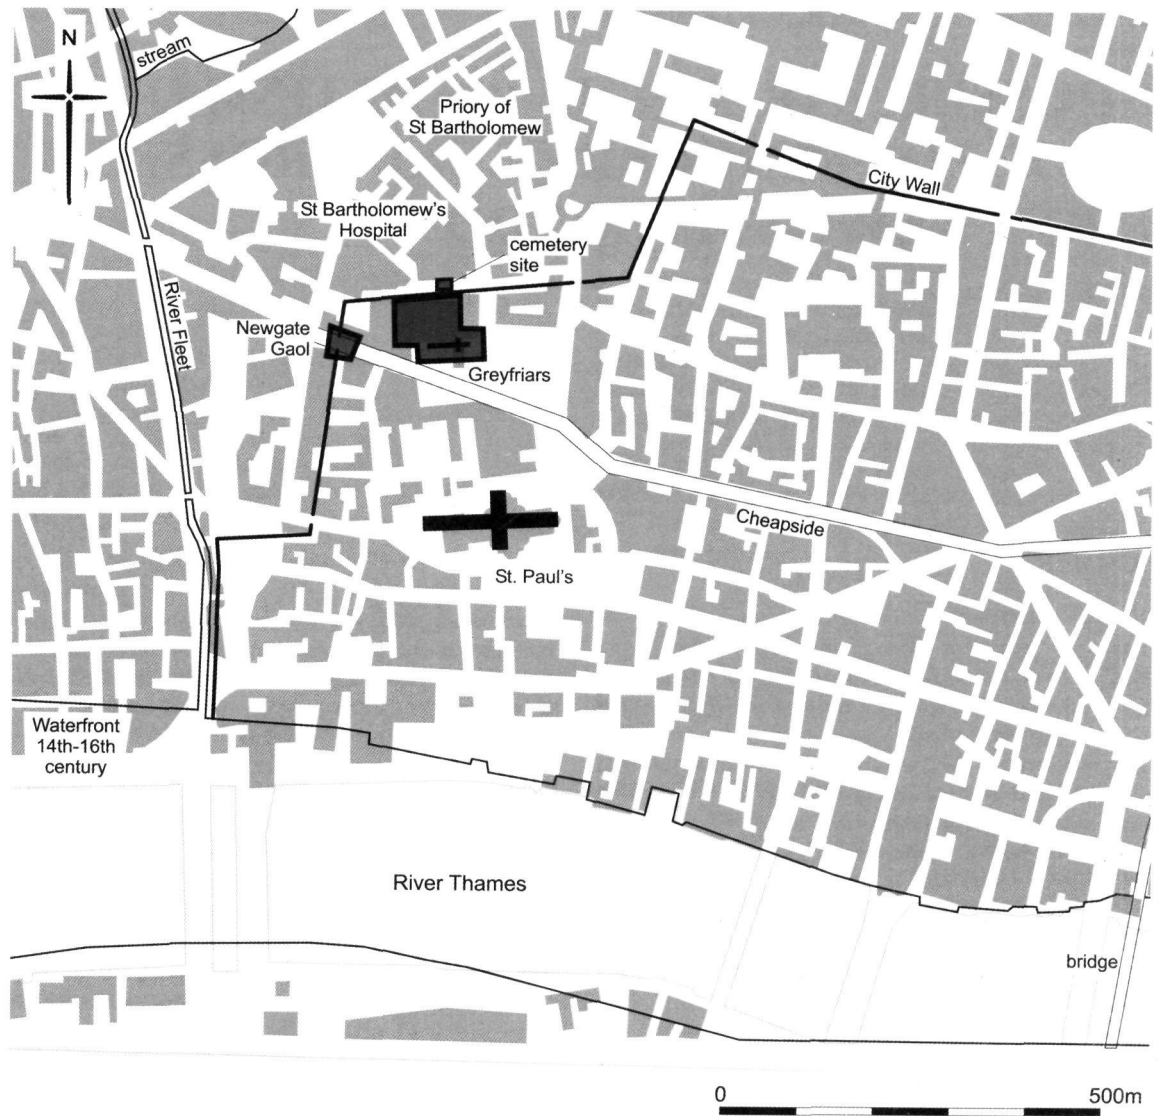 N
stream
Priory of
St Bartholomew
City Wall
St Bartholomew's
Hospital
cemetery
site
River Fleet
Newgate
Gaol
Greyfriars
Cheapside
St. Paul's
Waterfront
14th-16th
century
River Thames
bridge
0 500m